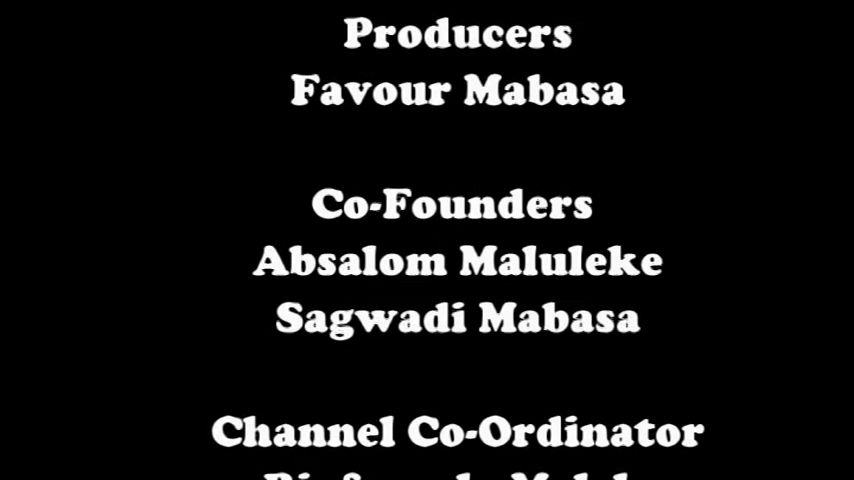 Producers
Favour Mabasa
Co-Founders
Absalom Maluleke
Sagwadi Mabasa
Channel Co-Ordinator